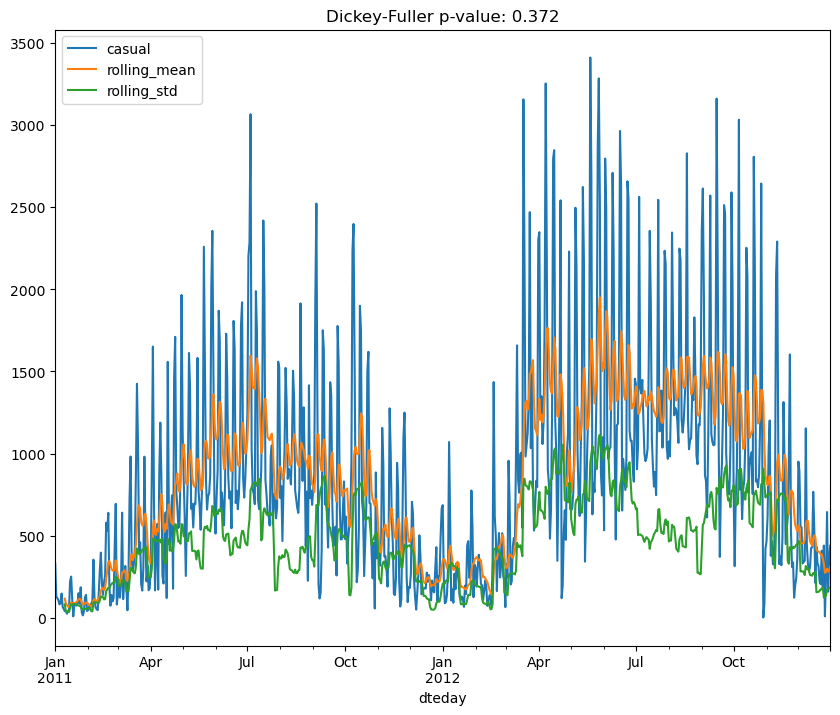 Dickey-Fuller p-value: 0.372
casual
rolling_mean
rolling_std
3500
3000
2500
2000
1500
1000
500
0
Jan Apr Jul Oct Jan Apr Jul Oct
2011 2012
dteday